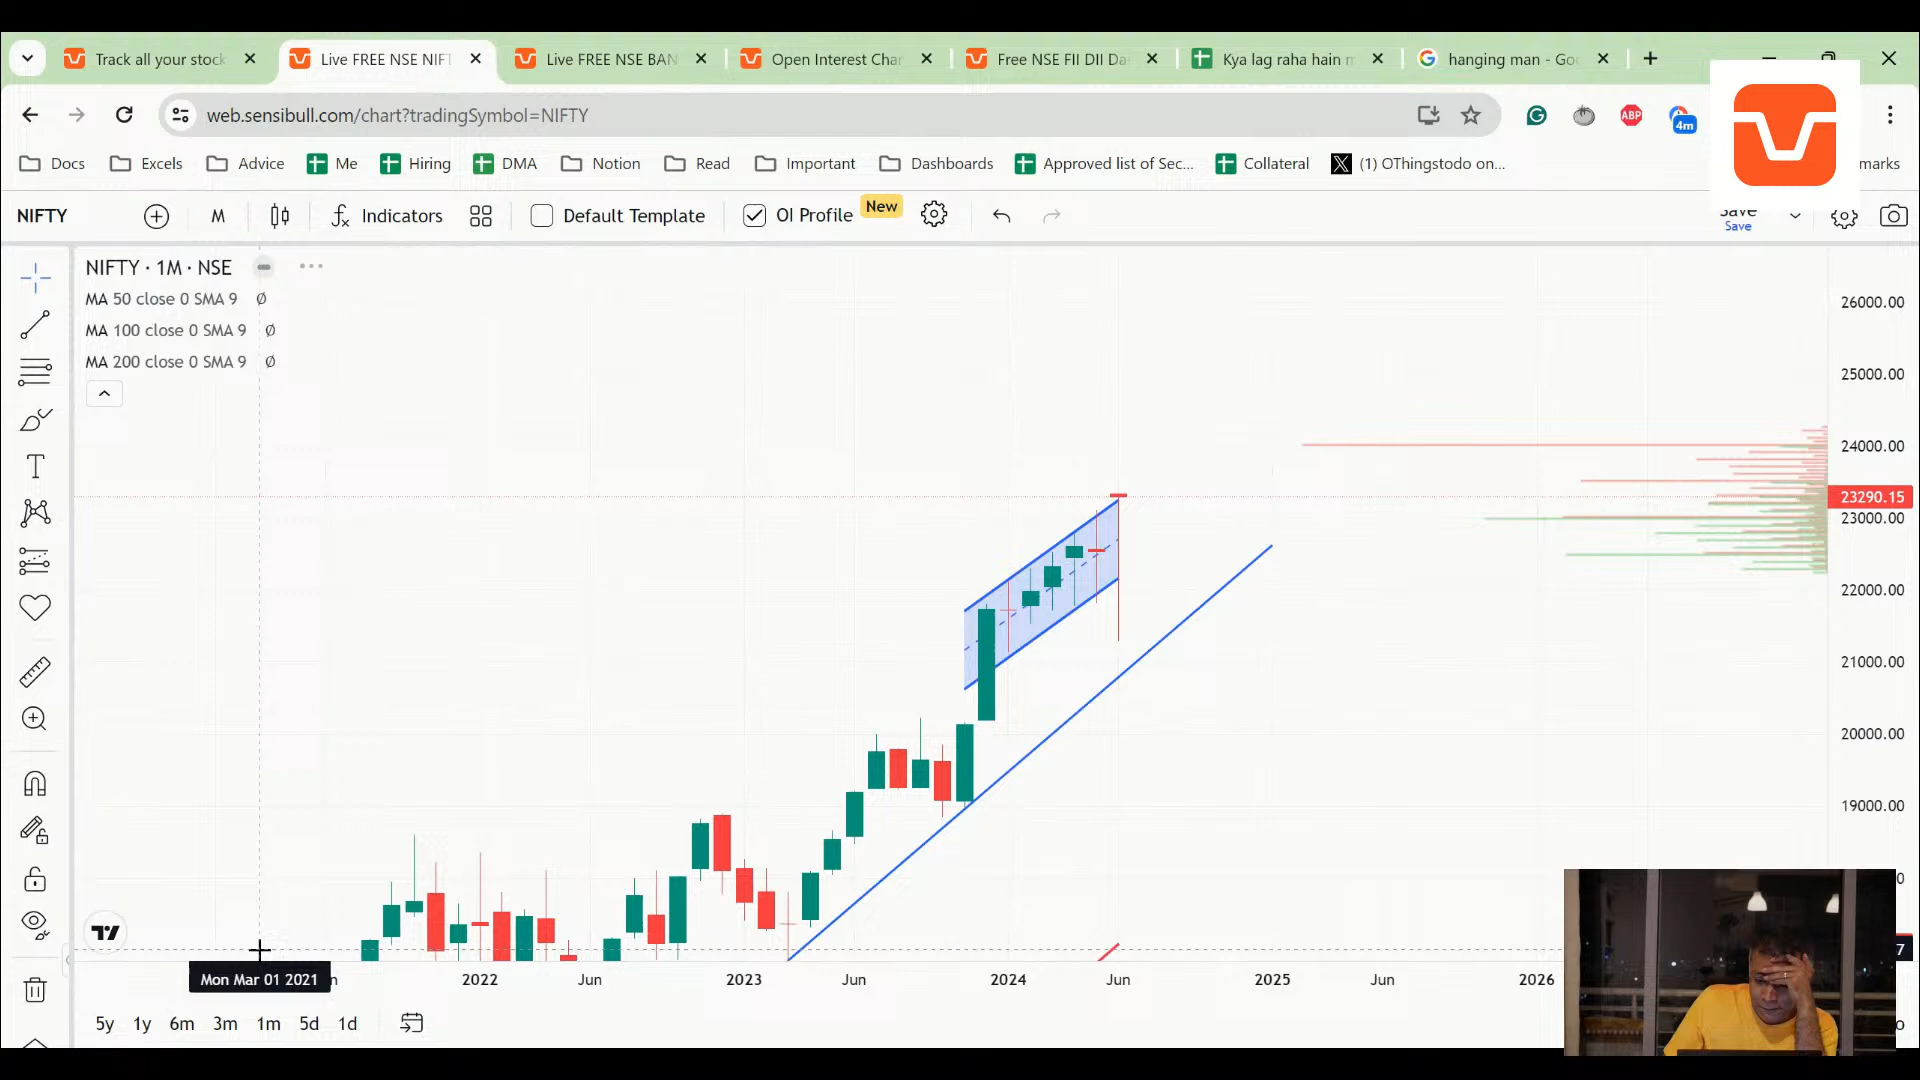 Track all your stock
Live FREE NSE NIFT
Live FREE NSE BAN
Open Interest Char
Free NSE FII DII Da
Kya lag raha hain m
hanging man - Goo
web.sensibull.com/chart?tradingSymbol=NIFTY
ABP
4m
Docs
Excels
Advice
Me
Hiring
DMA
Notion
Read
Important
Dashboards
Approved list of Sec...
Collateral
(1) OThingstodo on...
NIFTY
M
Indicators
Default Template
OI Profile
New
Save
Save
NIFTY · 1M · NSE
MA 50 close 0 SMA 9 Ø
MA 100 close 0 SMA 9 Ø
MA 200 close 0 SMA 9 Ø
26000.00
25000.00
24000.00
23290.15
23000.00
22000.00
21000.00
20000.00
19000.00
Mon Mar 01 2021
2022
Jun
2023
Jun
2024
Jun
2025
Jun
2026
5y
1y
6m
3m
1m
5d
1d